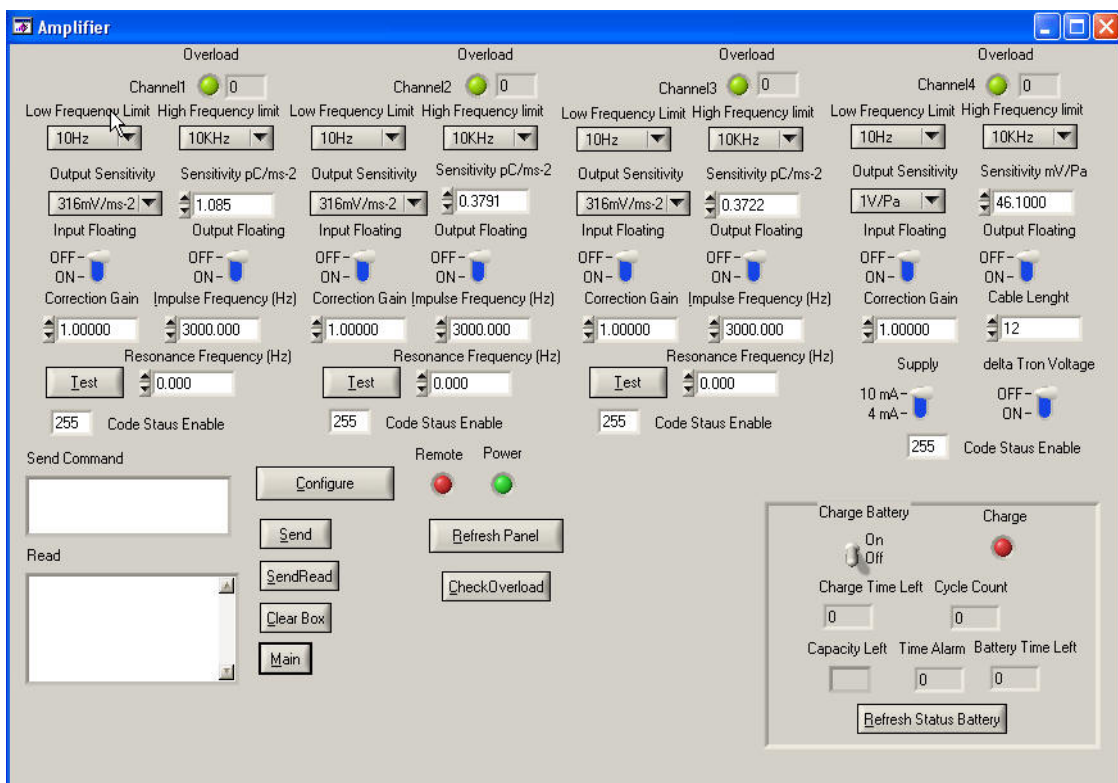 Amplifier
Overload Overload Overload Overload
Channel1 0 Channel2 0 Channel3 0 Channel4 0
Low Frequency Limit High Frequency limit Low Frequency Limit High Frequency limit Low Frequency Limit High Frequency limit Low Frequency Limit High Frequency limit
10Hz 10KHz 10Hz 10KHz 10Hz 10KHz 10Hz 10KHz
Output Sensitivity Sensitivity pC/ms-2 Output Sensitivity Sensitivity pC/ms-2 Output Sensitivity Sensitivity pC/ms-2 Output Sensitivity Sensitivity mV/Pa
316mV/ms-2 1.085 316mV/ms-2 0.3791 316mV/ms-2 0.3722 1V/Pa 46.1000
Input Floating Output Floating Input Floating Output Floating Input Floating Output Floating Input Floating Output Floating
OFF OFF OFF OFF OFF OFF OFF OFF
ON ON ON ON ON ON ON ON
Correction Gain Impulse Frequency (Hz) Correction Gain Impulse Frequency (Hz) Correction Gain Impulse Frequency (Hz) Correction Gain Cable Lenght
1.00000 3000.000 1.00000 3000.000 1.00000 3000.000 1.00000 12
Resonance Frequency (Hz) Resonance Frequency (Hz) Resonance Frequency (Hz) Supply delta Tron Voltage
Test 0.000 Test 0.000 Test 0.000 10 mA OFF
4 mA ON
255 Code Staus Enable 255 Code Staus Enable 255 Code Staus Enable 255 Code Staus Enable
Send Command Configure Remote Power
Send Refresh Panel
Read SendRead CheckOverload
Clear Box
Main
Charge Battery Charge
On
Off
Charge Time Left Cycle Count
0 0
Capacity Left Time Alarm Battery Time Left
0 0
Refresh Status Battery